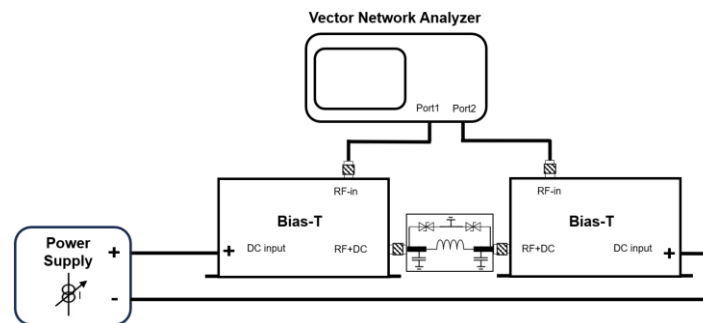 Vector Network Analyzer
Port1 Port2
RF-in
RF-in
Bias-T
Bias-T
Power
Supply
+
+ DC input
RF+DC
RF+DC
DC input +
I
-